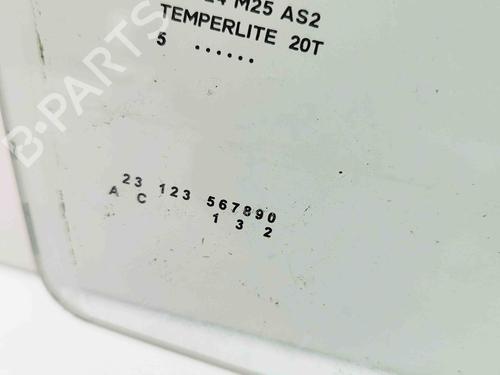 M25 AS2
TEMPERLITE 20T
5 ......
23 123 567890
A C 1 3 2
B-PARTS